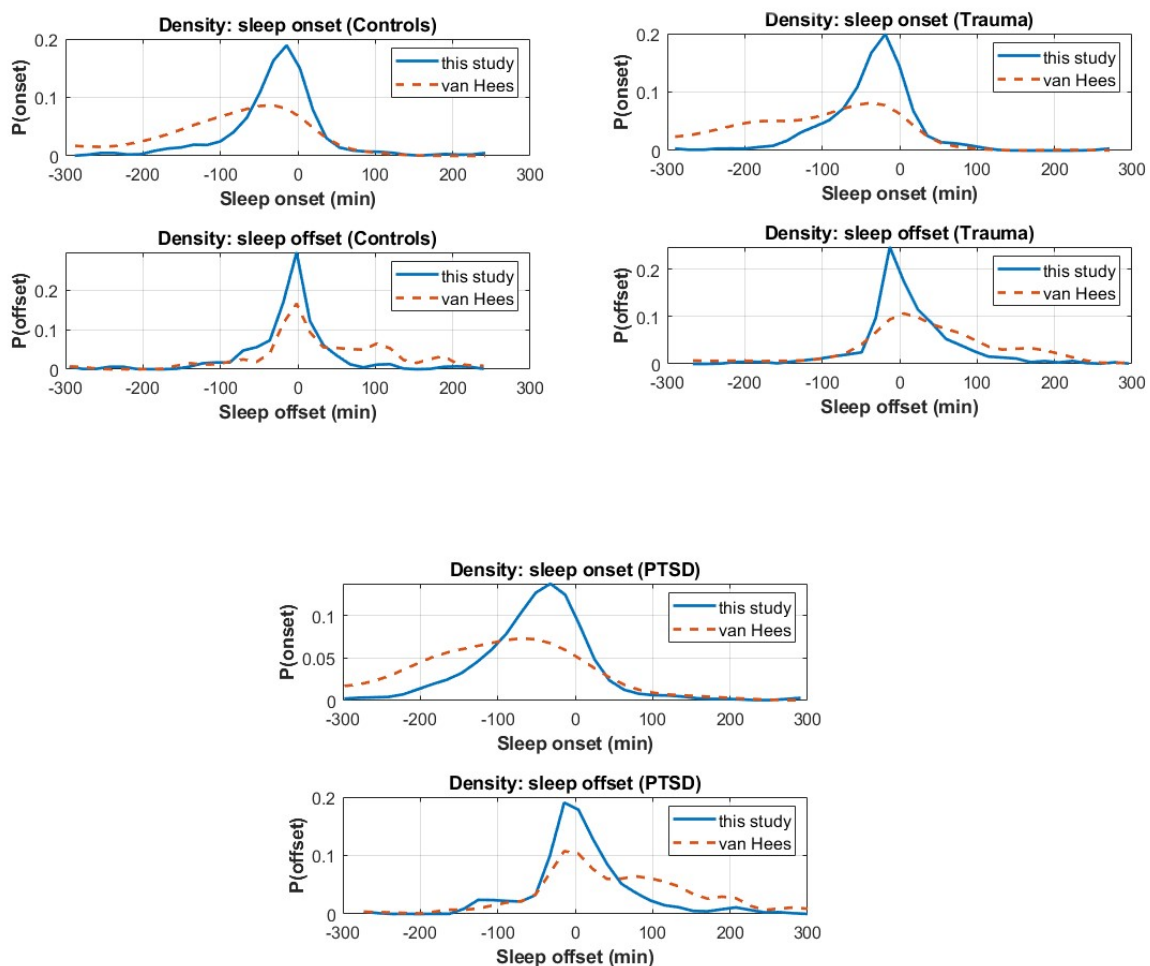 Density: sleep onset (Controls)
0.2
0.1
0
P(onset)
this study
van Hees
-300 -200 -100 0 100 200 300
Sleep onset (min)
Density: sleep offset (Controls)
0.2
0.1
0
P(offset)
this study
van Hees
-300 -200 -100 0 100 200 300
Sleep offset (min)
Density: sleep onset (Trauma)
0.2
0.1
0
P(onset)
this study
van Hees
-300 -200 -100 0 100 200 300
Sleep onset (min)
Density: sleep offset (Trauma)
0.2
0.1
0
P(offset)
this study
van Hees
-300 -200 -100 0 100 200 300
Sleep offset (min)
Density: sleep onset (PTSD)
0.1
0.05
0
P(onset)
this study
van Hees
-300 -200 -100 0 100 200 300
Sleep onset (min)
Density: sleep offset (PTSD)
0.2
0.1
0
P(offset)
this study
van Hees
-300 -200 -100 0 100 200 300
Sleep offset (min)